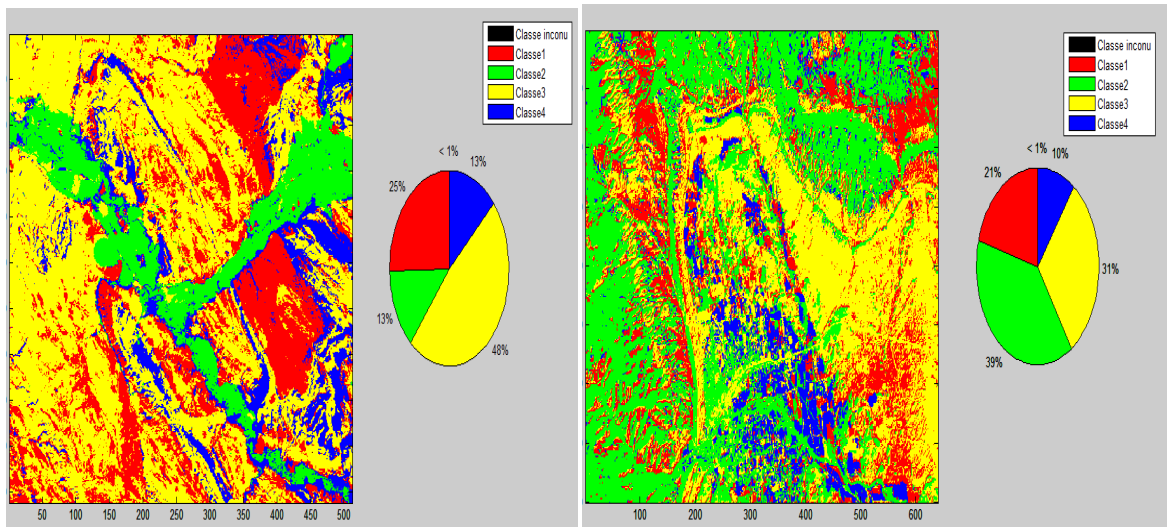 Classe inconu
Classe1
Classe2
Classe3
Classe4
< 1%
13%
25%
13%
48%
50 100 150 200 250 300 350 400 450 500
Classe inconu
Classe1
Classe2
Classe3
Classe4
< 1%
10%
21%
31%
39%
100 200 300 400 500 600